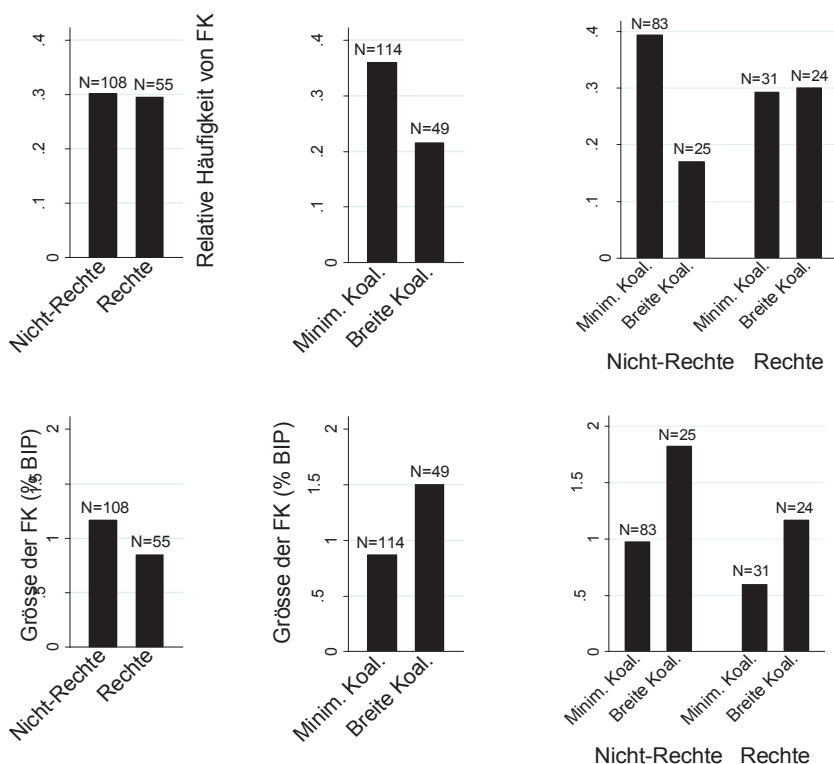 Relative Häufigkeit von FK
.4
.3
.2
.1
0
N=108
N=55
Nicht-Rechte
Rechte
.4
.3
.2
.1
0
N=114
N=49
Minim. Koal.
Breite Koal.
.4
.3
.2
.1
0
N=83
N=25
N=31
N=24
Minim. Koal.
Breite Koal.
Minim. Koal.
Breite Koal.
Nicht-Rechte Rechte
Grösse der FK (% BIP)
2
1.5
1
.5
0
N=108
N=55
Nicht-Rechte
Rechte
Grösse der FK (% BIP)
2
1.5
1
.5
0
N=114
N=49
Minim. Koal.
Breite Koal.
2
1.5
1
.5
0
N=83
N=25
N=31
N=24
Minim. Koal.
Breite Koal.
Minim. Koal.
Breite Koal.
Nicht-Rechte Rechte